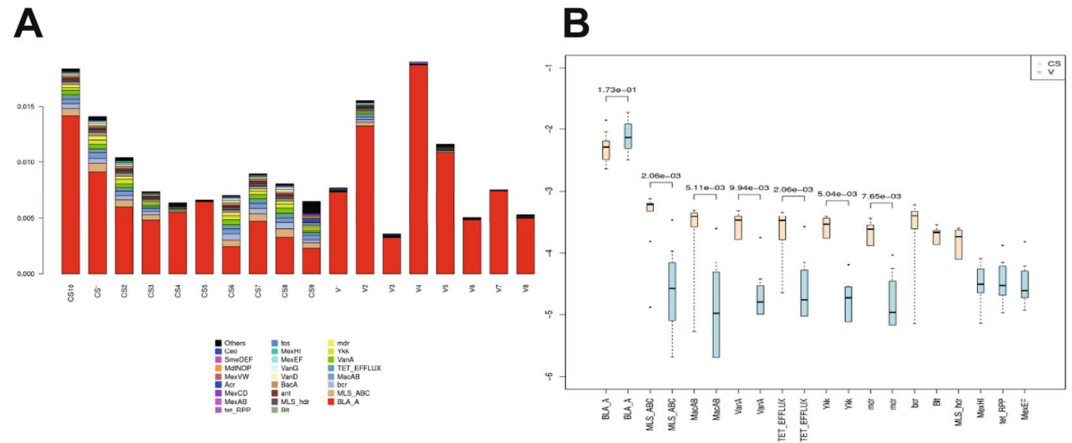 A
B
0.015
0.010
0.005
0.000
CS10
CS'
CS2
CS3
CS4
CS5
CS6
CS7
CS8
CS9
V'
V2
V3
V4
V5
V6
V7
V8
Others
Geo
SmeDEF
MdtNOP
MexVW
Acr
MexCD
MexAB
tet_RPP
fos
MexHI
MexEF
VanG
VanD
BacA
ant
MLS_hdr
Blt
mdr
Ykk
VanA
TET_EFFLUX
MacAB
bcr
MLS_ABC
BLA_A
CS
V
-1
-2
-3
-4
-5
-6
1.73e-01
2.06e-03
5.11e-03
9.94e-03
2.06e-03
5.04e-03
7.65e-03
BLA_A
BLA_A
MLS_ABC
MLS_ABC
MacAB
MacAB
VanA
VanA
TET_EFFLUX
TET_EFFLUX
Ykk
Ykk
bcr
Blt
MLS_hdr
MexHI
tet_RPP
MexEF